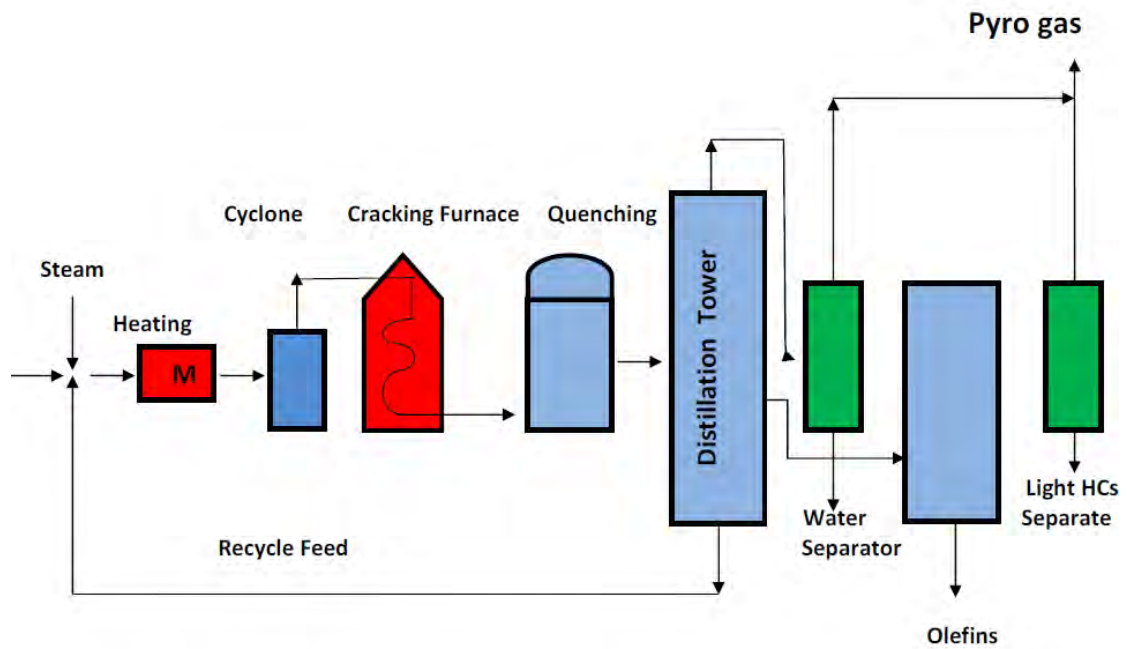 Pyro gas
Cyclone
Cracking Furnace
Quenching
Steam
Heating
M
Distillation Tower
Recycle Feed
Water
Separator
Light HCs
Separate
Olefins